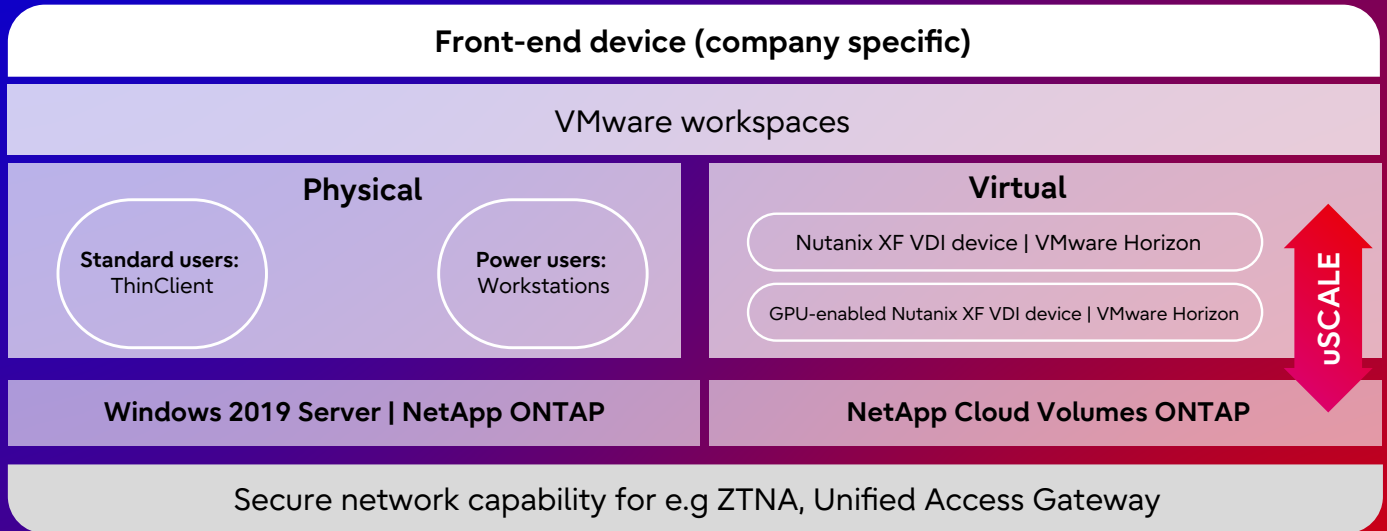 Front-end device (company specific)
VMware workspaces
Physical
Standard users:
ThinClient
Power users:
Workstations
Virtual
Nutanix XF VDI device | VMware Horizon
GPU-enabled Nutanix XF VDI device | VMware Horizon
uSCALE
Windows 2019 Server | NetApp ONTAP
NetApp Cloud Volumes ONTAP
Secure network capability for e.g ZTNA, Unified Access Gateway